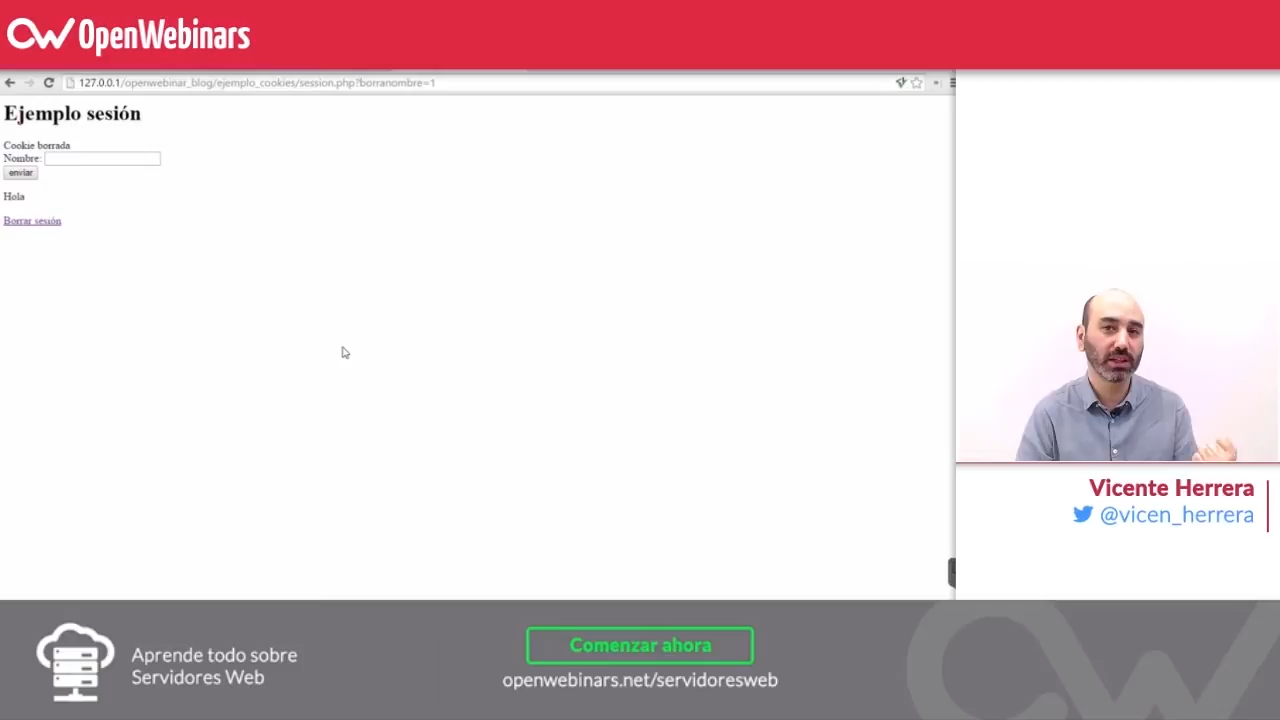 OpenWebinars
127.0.0.1/openwebinar_blog/ejemplo_cookies/session.php?borranombre=1
Ejemplo sesión
Cookie borrada
Nombre:
enviar
Hola
Borrar sesión
Vicente Herrera
@vicen_herrera
Aprende todo sobre
Servidores Web
Comenzar ahora
openwebinars.net/servidoresweb